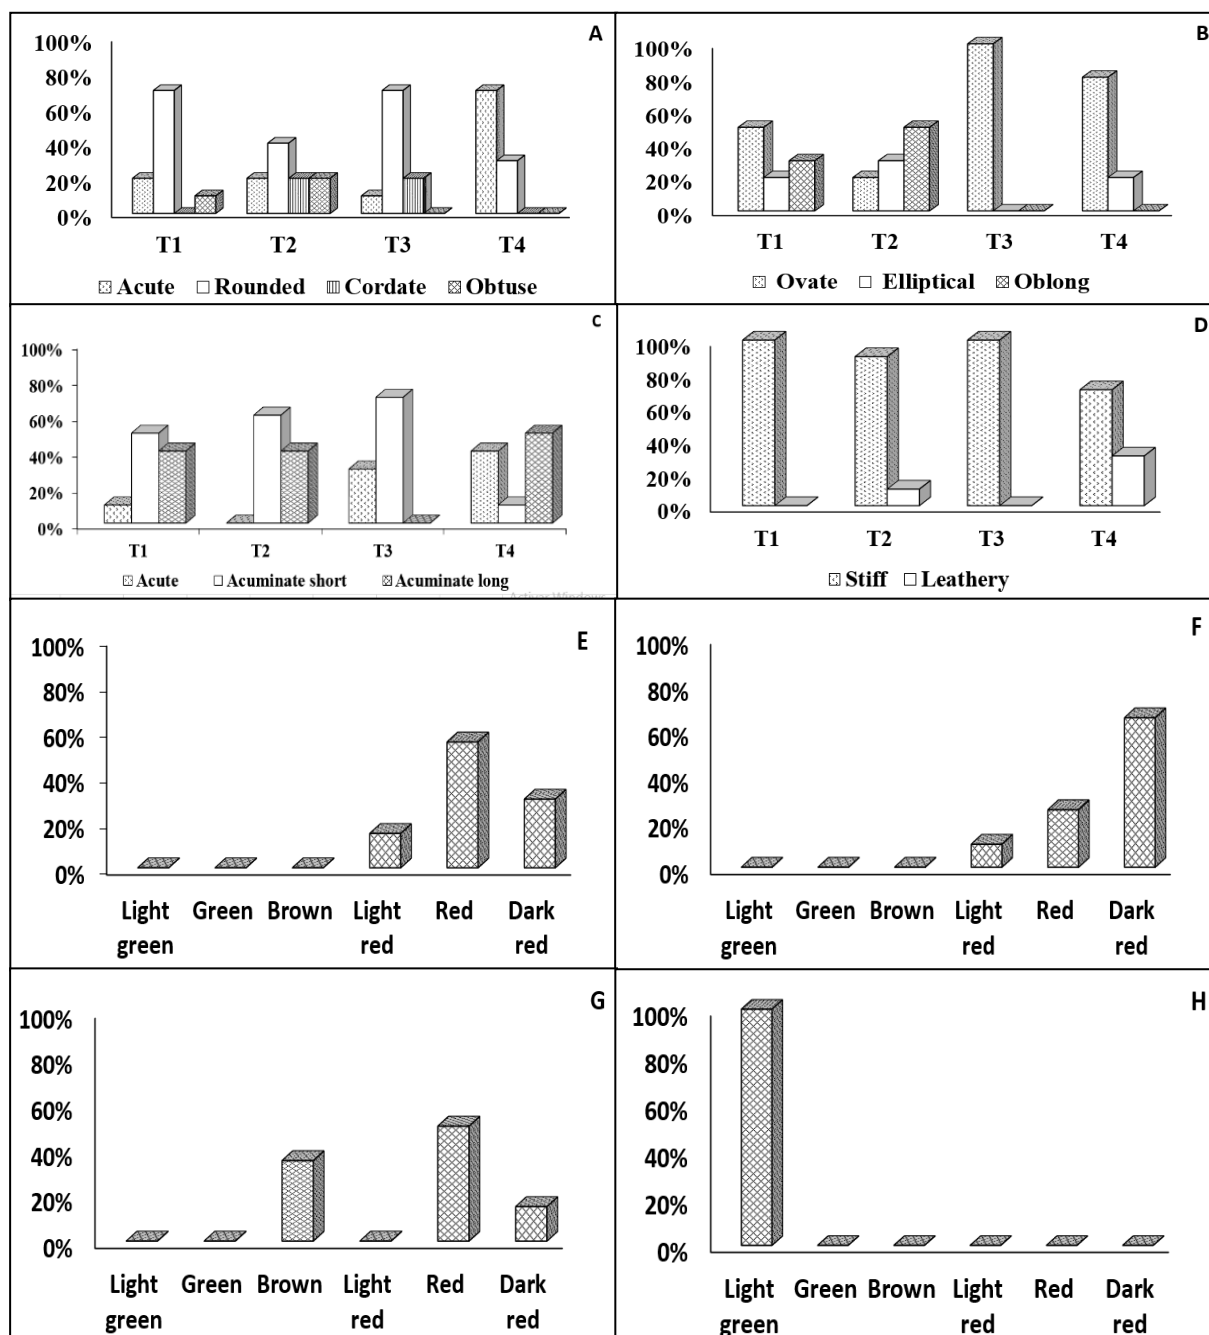 A
100%
80%
60%
40%
20%
0%
T1 T2 T3 T4
Acute Rounded Cordate Obtuse
B
100%
80%
60%
40%
20%
0%
T1 T2 T3 T4
Ovate Elliptical Oblong
C
100%
80%
60%
40%
20%
0%
T1 T2 T3 T4
Acute Acuminate short Acuminate long
Activar Windows
D
100%
80%
60%
40%
20%
0%
T1 T2 T3 T4
Stiff Leathery
E
100%
80%
60%
40%
20%
0%
Light Green Brown Light Red Dark
green red red
F
100%
80%
60%
40%
20%
0%
Light Green Brown Light Red Dark
green red red
G
100%
80%
60%
40%
20%
0%
Light Green Brown Light Red Dark
green red red
H
100%
80%
60%
40%
20%
0%
Light Green Brown Light Red Dark
green red red